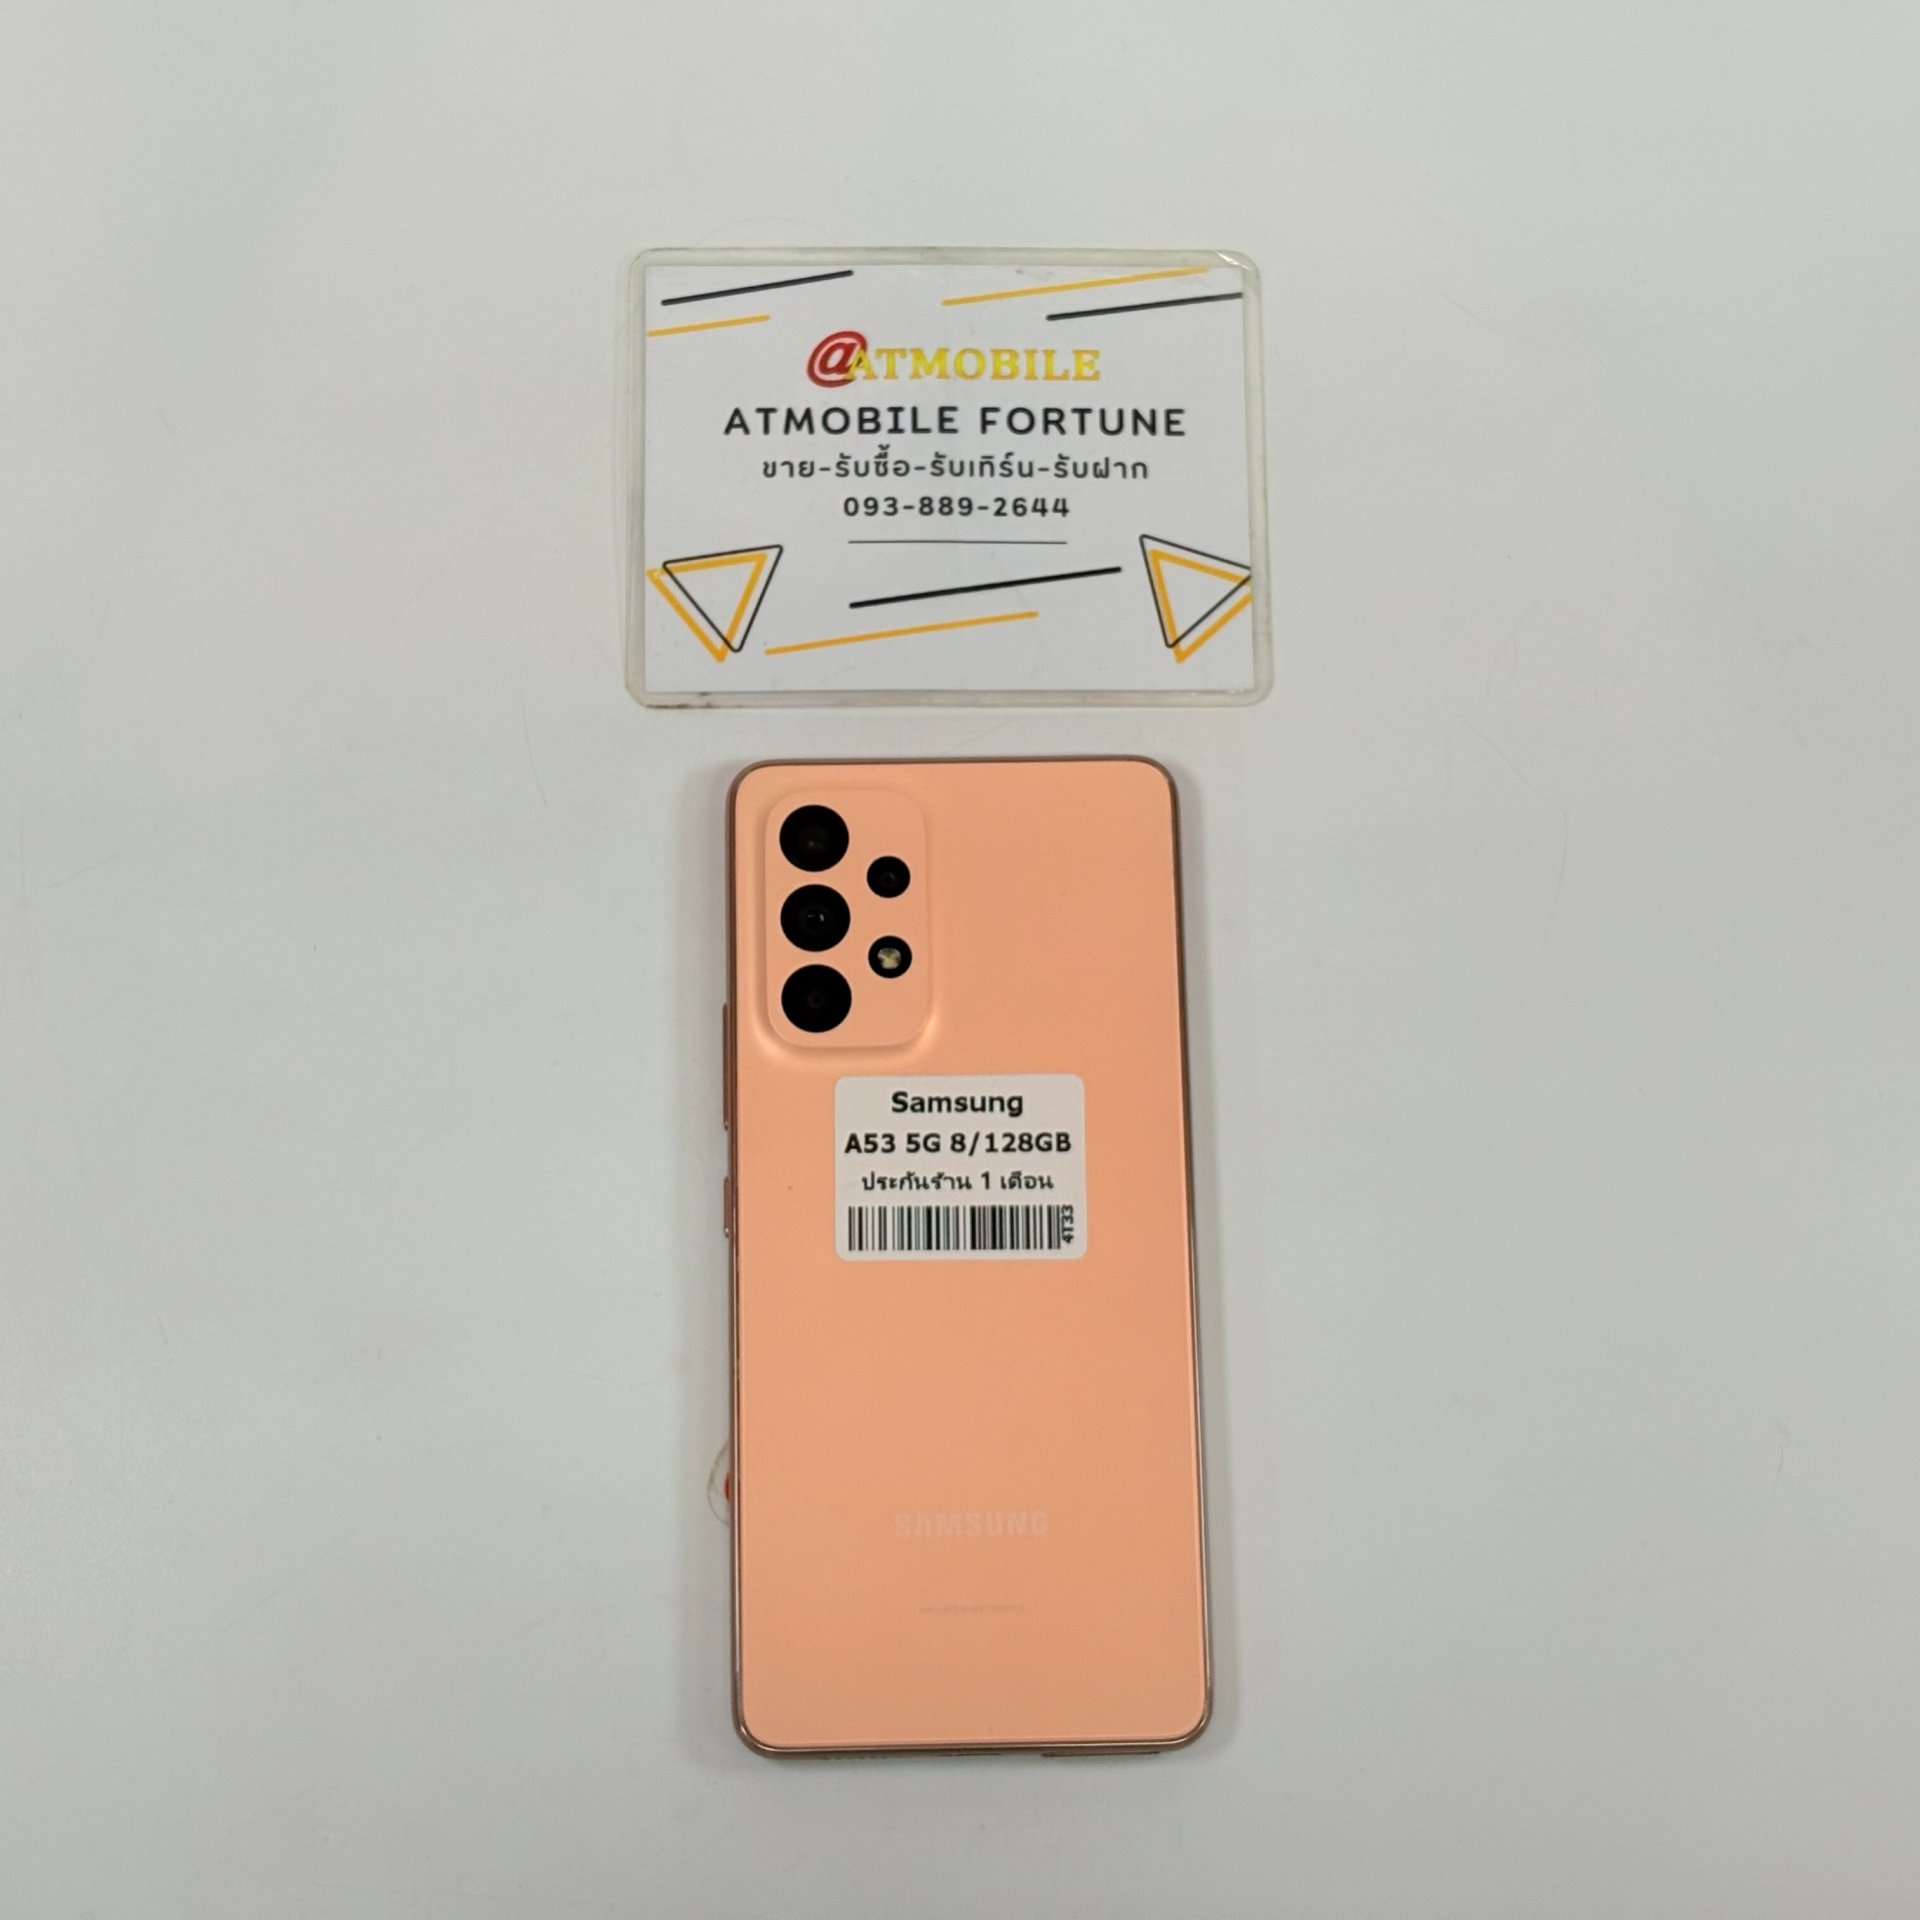 @ATMOBILE
ATMOBILE FORTUNE
ขาย-รับซื้อ-รับเทิร์น-รับฝาก
093-889-2644
Samsung
A53 5G 8/128GB
ประกันร้าน 1 เดือน
4T33
SAMSUNG